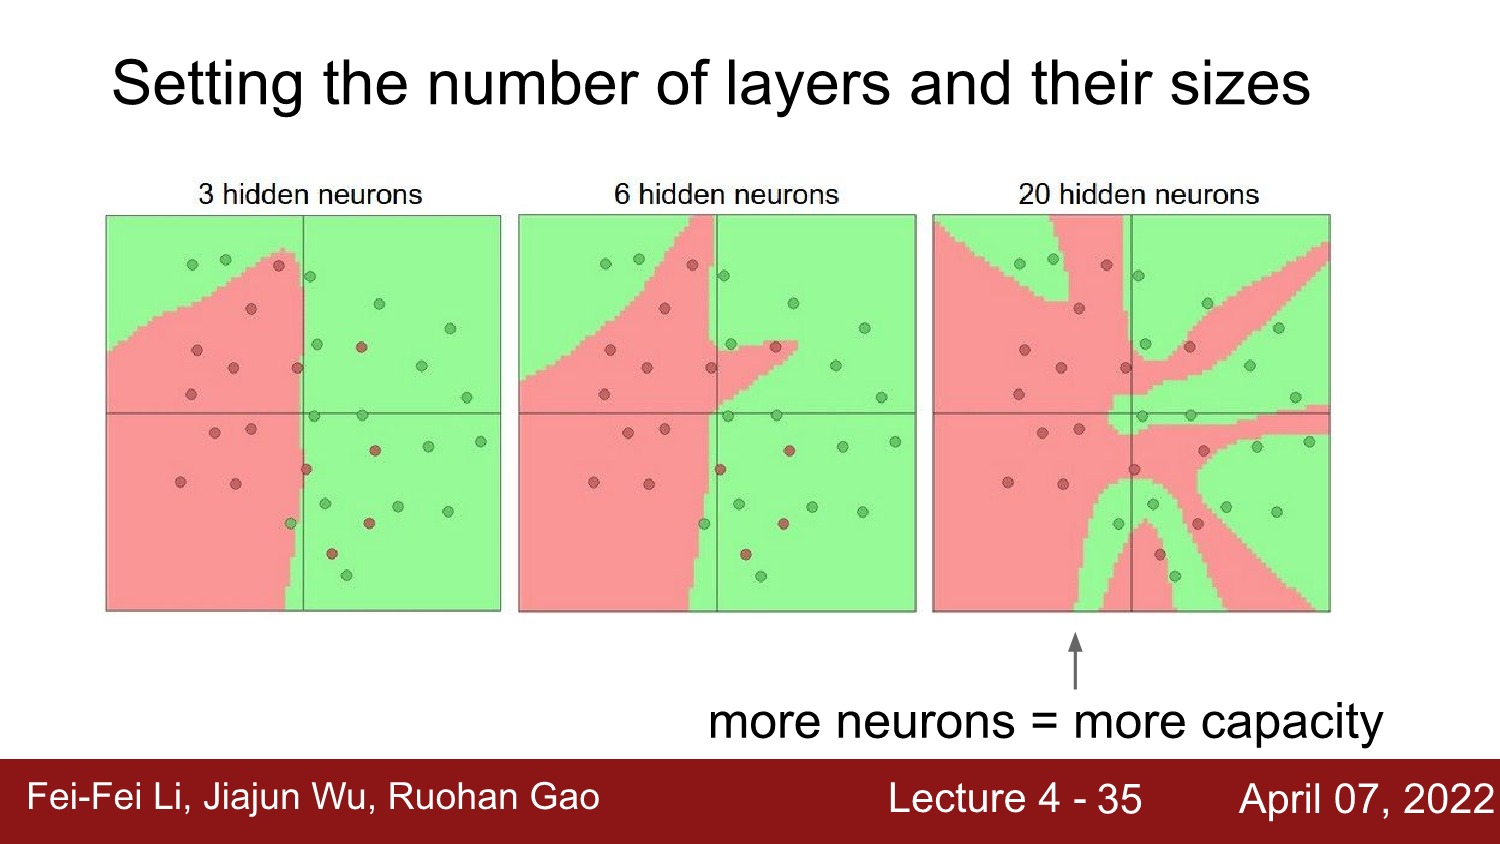 Setting the number of layers and their sizes
3 hidden neurons
6 hidden neurons
20 hidden neurons
more neurons = more capacity
Fei-Fei Li, Jiajun Wu, Ruohan Gao
Lecture 4 - 35
April 07, 2022